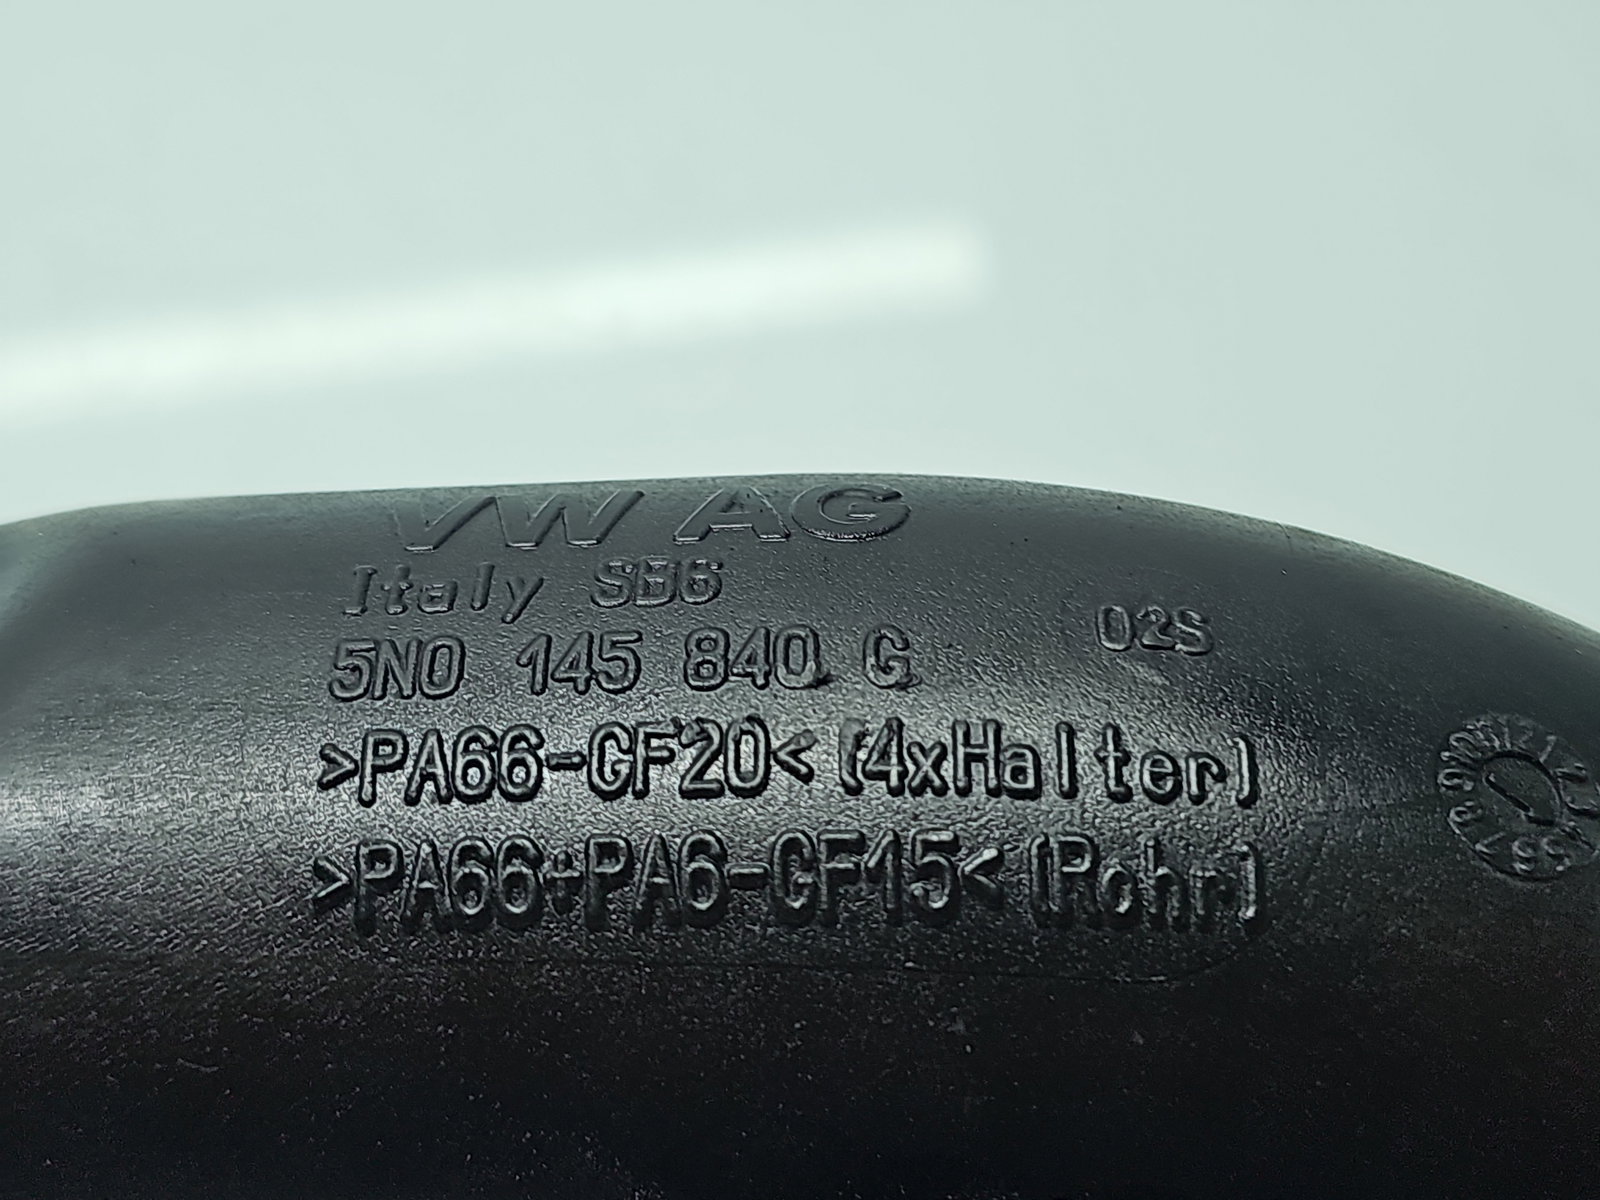 VW AG
Italy SB6
5N0 145 840 G
02S
>PA66-GF20< (4xHalter)
>PA66+PA6-GF15< (Rohr)